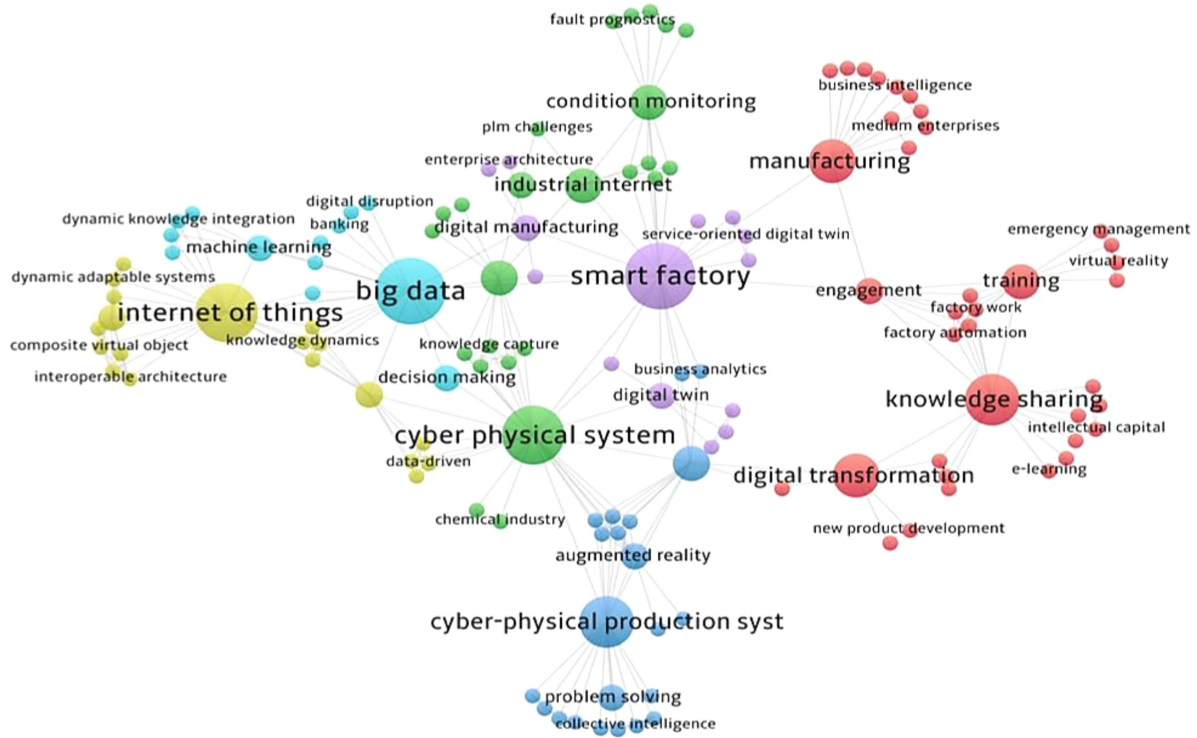 fault prognostics
condition monitoring
business intelligence
plm challenges
medium enterprises
enterprise architecture
manufacturing
industrial internet
digital disruption
dynamic knowledge integration
banking
digital manufacturing
service-oriented digital twin
emergency management
machine learning
virtual reality
dynamic adaptable systems
smart factory
training
big data
engagement
internet of things
factory work
knowledge dynamics
factory automation
composite virtual object
knowledge capture
interoperable architecture
decision making
business analytics
digital twin
knowledge sharing
cyber physical system
intellectual capital
data-driven
e-learning
digital transformation
chemical industry
new product development
augmented reality
cyber-physical production syst
problem solving
collective intelligence